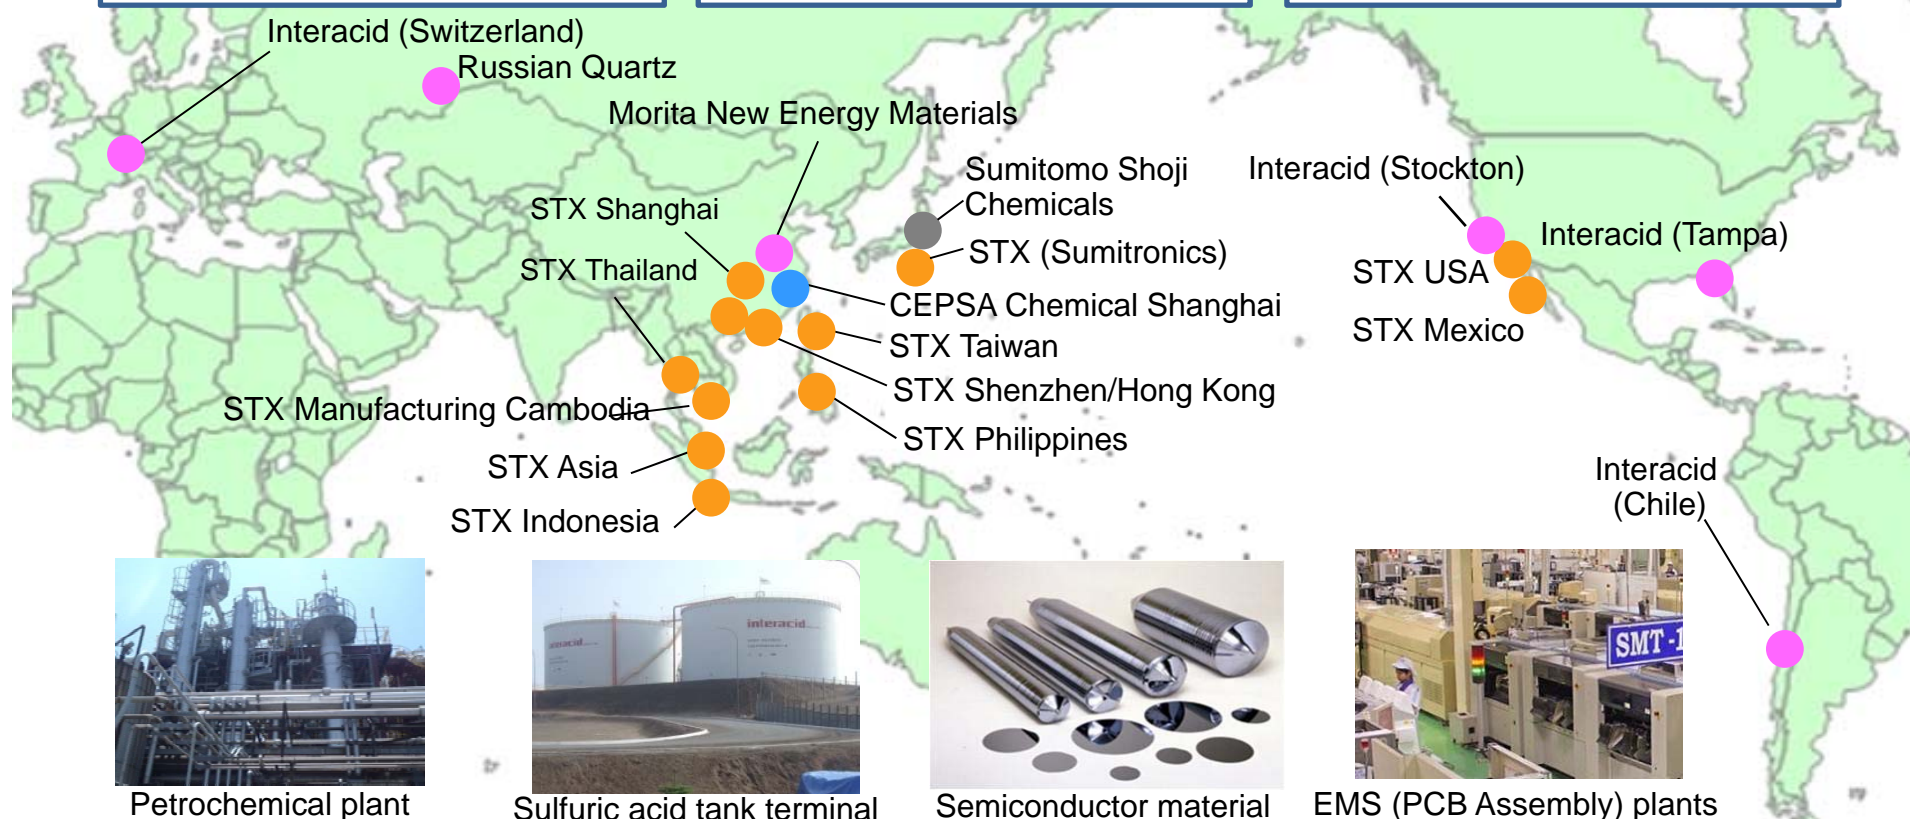 Interacid (Switzerland)
Russian Quartz
Morita New Energy Materials
Sumitomo Shoji
Chemicals
Interacid (Stockton)
STX Shanghai
STX (Sumitronics)
Interacid (Tampa)
STX Thailand
STX USA
CEPSA Chemical Shanghai
STX Mexico
STX Taiwan
STX Shenzhen/Hong Kong
STX Manufacturing Cambodia
STX Philippines
STX Asia
Interacid
(Chile)
STX Indonesia
interacid
interacid
SMT -1
Petrochemical plant
Sulfuric acid tank terminal
Semiconductor material
EMS (PCB Assembly) plants